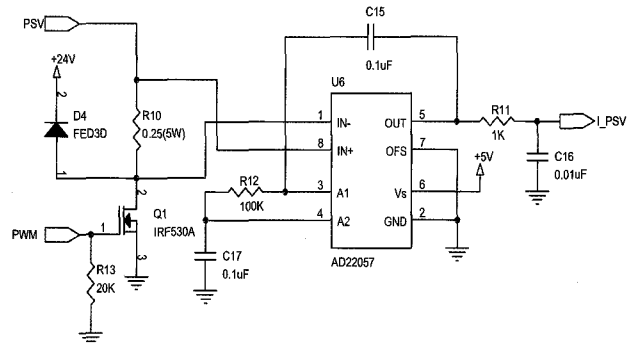 PSV
C15
+24V
0.1uF
U6
2
D4
FED3D
R10
0.25(5W)
1
IN-
OUT
5
R11
1K
I_PSV
8
IN+
OFS
7
+5V
C16
0.01uF
1
R12
100K
3
A1
Vs
6
2
4
A2
GND
2
Q1
IRF530A
PWM
1
C17
0.1uF
AD22057
3
R13
20K